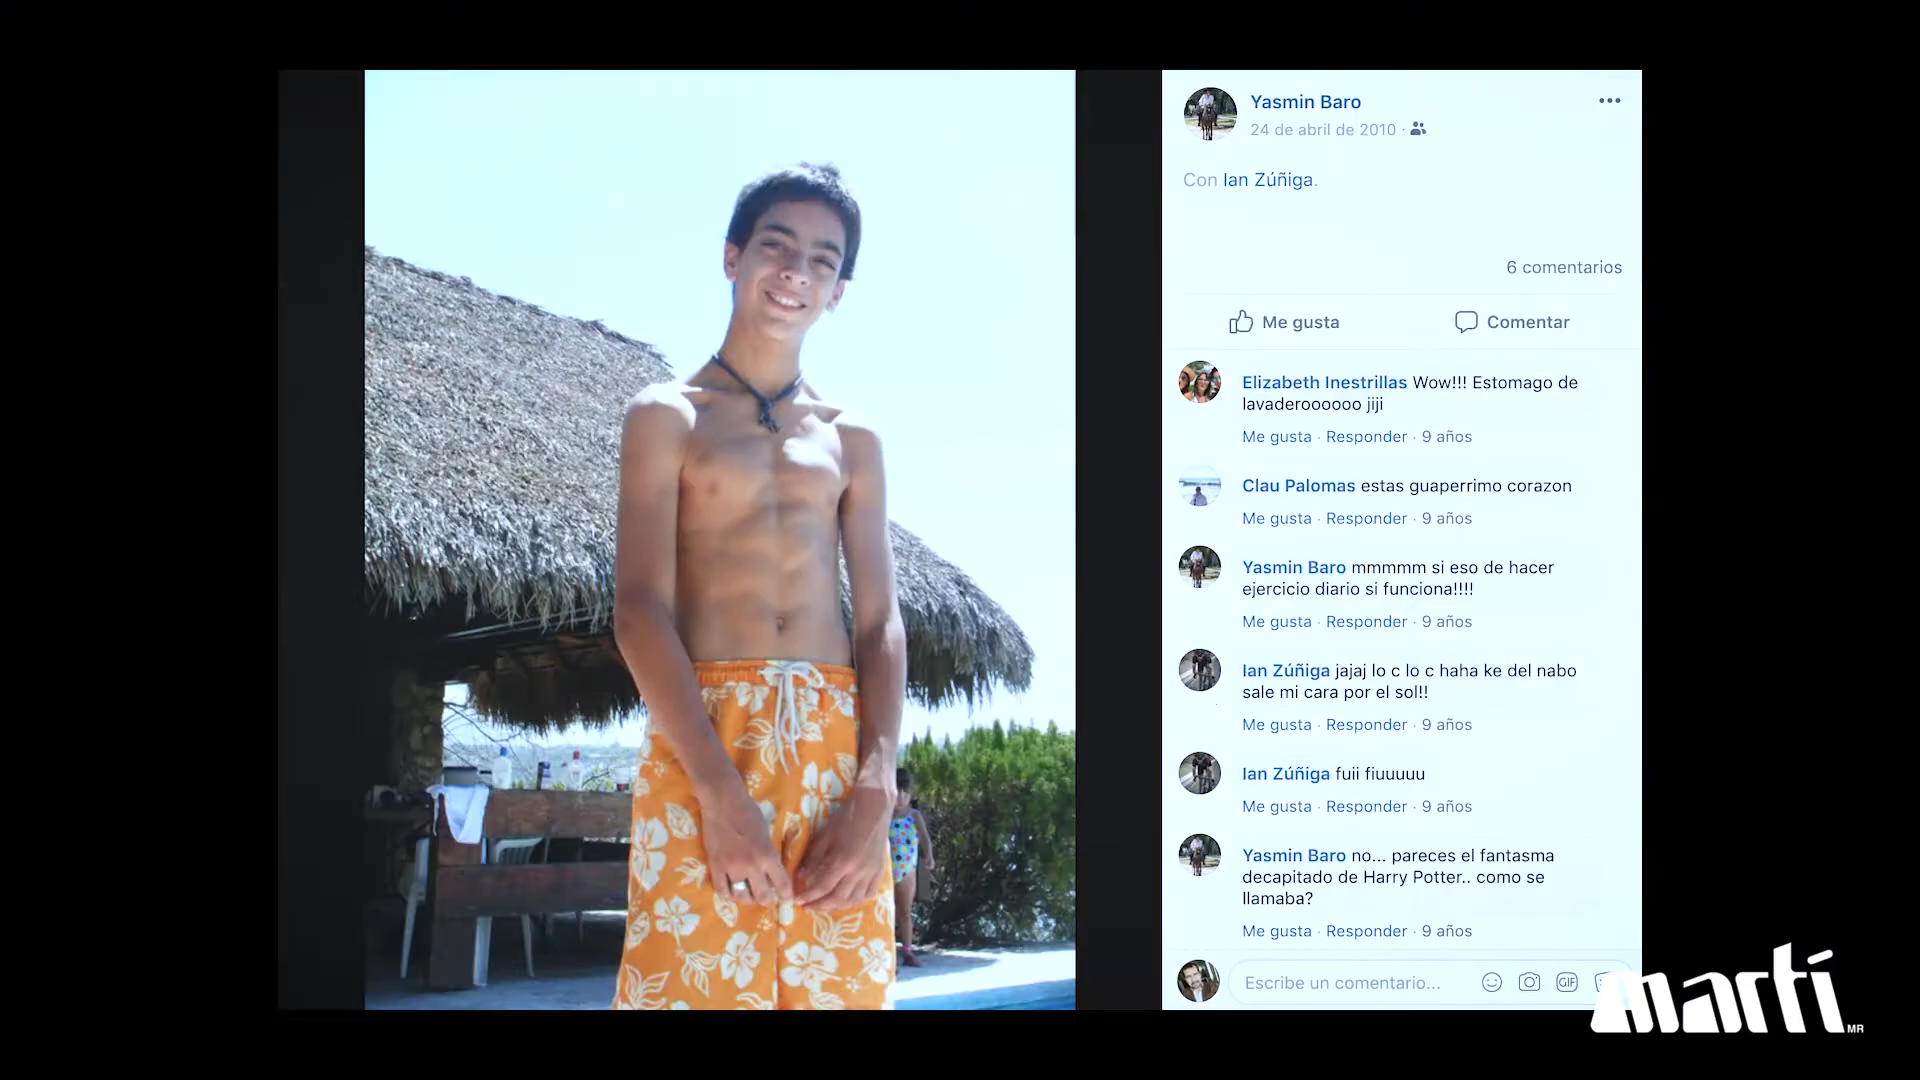 Yasmin Baro
24 de abril de 2010 ·
Con Ian Zúñiga.
6 comentarios
Me gusta
Comentar
Elizabeth Inestrillas Wow!!! Estomago de
lavaderoooooo jiji
Me gusta · Responder · 9 años
Clau Palomas estas guaperrimo corazon
Me gusta · Responder · 9 años
Yasmin Baro mmmmm si eso de hacer
ejercicio diario si funciona!!!!
Me gusta · Responder · 9 años
Ian Zúñiga jajaj lo c lo c haha ke del nabo
sale mi cara por el sol!!
Me gusta · Responder · 9 años
Ian Zúñiga fuii fiuuuuu
Me gusta · Responder · 9 años
Yasmin Baro no... pareces el fantasma
decapitado de Harry Potter.. como se
llamaba?
Me gusta · Responder · 9 años
Escribe un comentario...
GIF
martí
MR